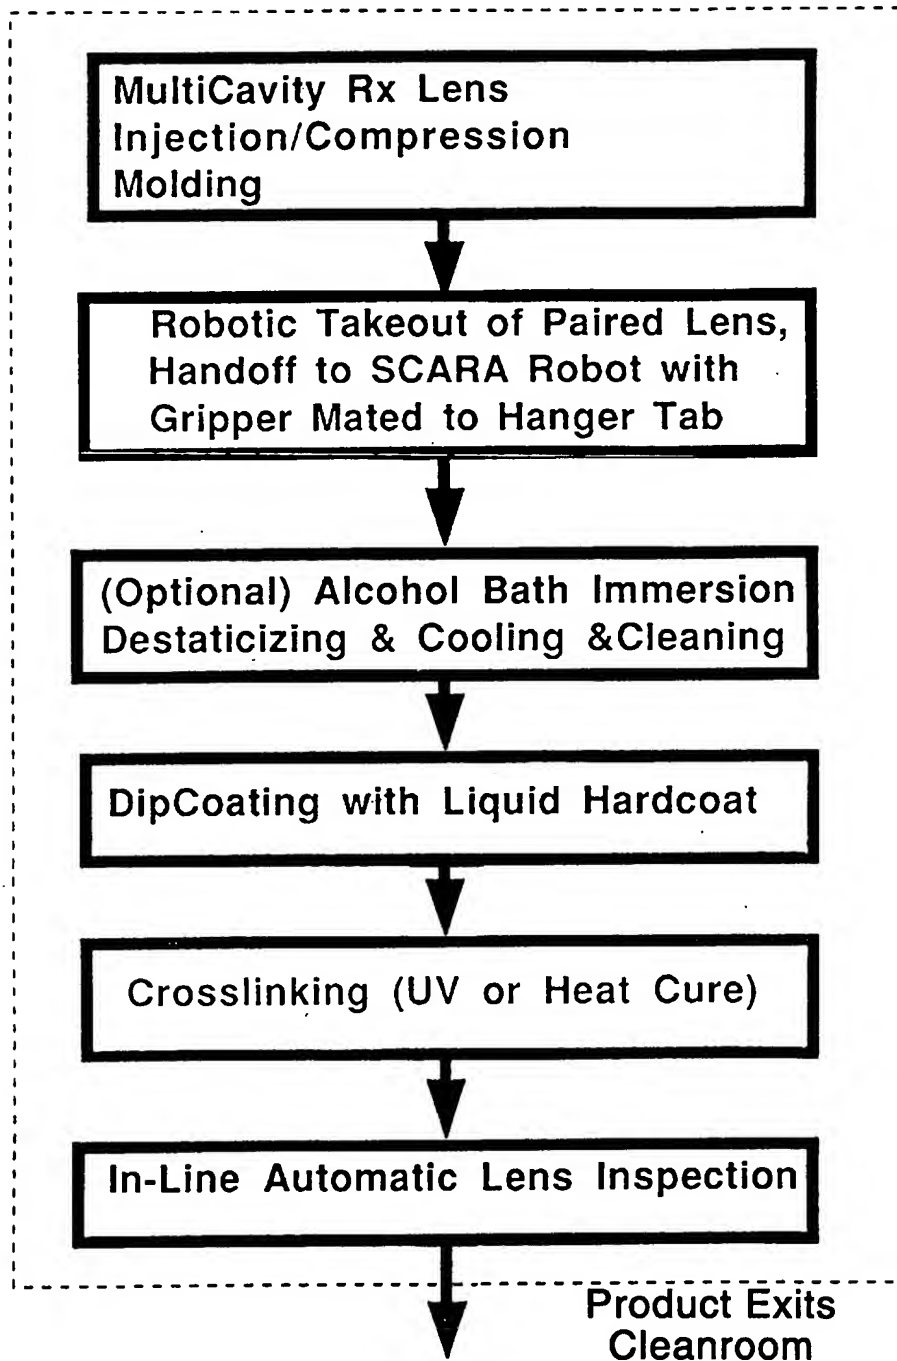 MultiCavity Rx Lens
Injection/Compression
Molding
Robotic Takeout of Paired Lens,
Handoff to SCARA Robot with
Gripper Mated to Hanger Tab
(Optional) Alcohol Bath Immersion
Destaticizing & Cooling &Cleaning
DipCoating with Liquid Hardcoat
Crosslinking (UV or Heat Cure)
In-Line Automatic Lens Inspection
Product Exits
Cleanroom